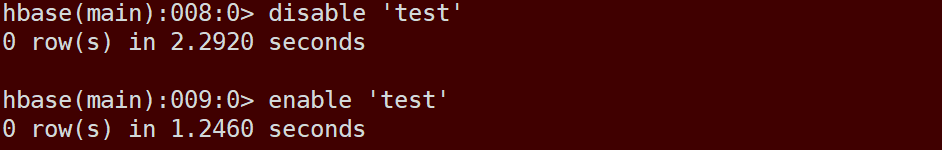 hbase(main):008:0> disable 'test'
0 row(s) in 2.2920 seconds
hbase(main):009:0> enable 'test'
0 row(s) in 1.2460 seconds